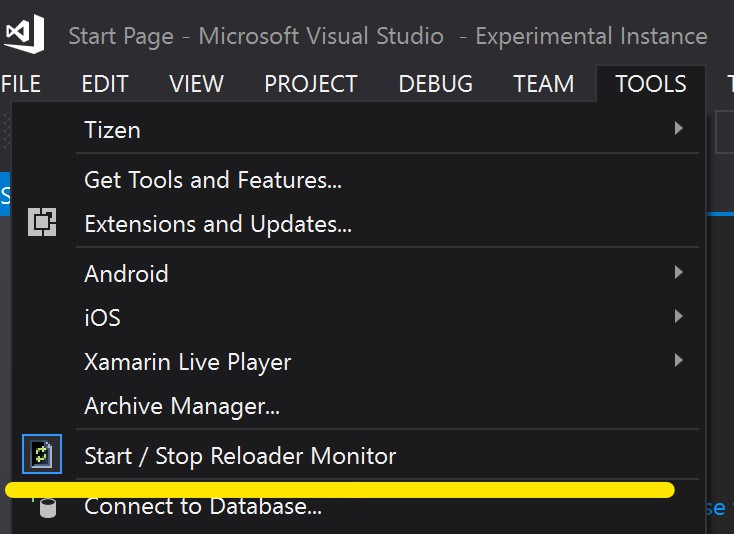 Start Page - Microsoft Visual Studio - Experimental Instance
FILE EDIT VIEW PROJECT DEBUG TEAM TOOLS
Tizen
Get Tools and Features...
Extensions and Updates...
Android
iOS
Xamarin Live Player
Archive Manager...
Start / Stop Reloader Monitor
Connect to Database...